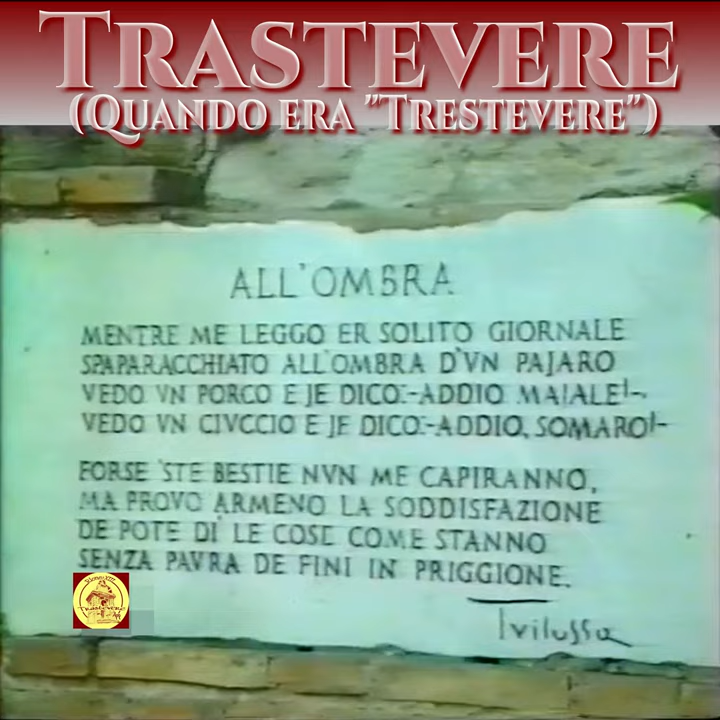 TRASTEVERE
(QUANDO ERA "TRESTEVERE")
ALL'OMBRA
MENTRE ME LEGGO ER SOLITO GIORNALE
SPAPARACCHIATO ALL'OMBRA D'VN PAJARO
VEDO VN PORCO E JE DICO:-ADDIO MAIALE!-
VEDO VN CIVCCIO E JE DICO:-ADDIO, SOMARO!-
FORSE 'STE BESTIE NVN ME CAPIRANNO,
MA PROVO ARMENO LA SODDISFAZIONE
DE POTE DI' LE COSE COME STANNO
SENZA PAVRA DE FINI IN PRIGGIONE.
Trilussa
TRASTEVERE